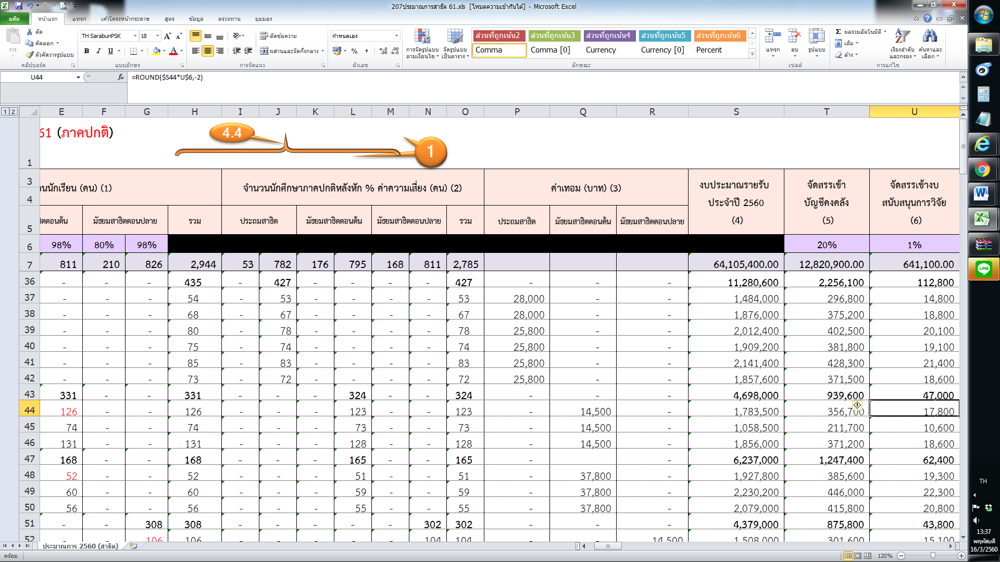 207ประมาณการสาธิต 61.xls [โหมดความเข้ากันได้] - Microsoft Excel
แฟ้ม หน้าแรก แทรก เค้าโครงหน้ากระดาษ สูตร ข้อมูล ตรวจทาน มุมมอง
วาง ตัด คัดลอก ตัวคัดวางรูปแบบ คลิปบอร์ด
TH SarabunPSK 18 B I U แบบอักษร
ตัดข้อความ ผสานและจัดกึ่งกลาง การจัดแนว
กำหนดเอง % ตัวเลข
การจัดรูปแบบตามเงื่อนไข จัดรูปแบบเป็นตาราง
ส่วนที่ถูกเน้น2 ส่วนที่ถูกเน้น3 ส่วนที่ถูกเน้น4 ส่วนที่ถูกเน้น5 ส่วนที่ถูกเน้น6
Comma Comma [0] Currency Currency [0] Percent
ลักษณะ
แทรก ลบ รูปแบบ เซลล์
Σ ผลรวมอัตโนมัติ เติม ล้าง เรียงลำดับและกรอง ค้นหาและเลือก การแก้ไข
U44 fx =ROUND($S44*U$6,-2)
1 2 E F G H I J K L M N O P Q R S T U
61 (ภาคปกติ) 4.4 1
1
3 นนักเรียน (คน) (1) จำนวนนักศึกษาภาคปกติหลังหัก % ค่าความเสี่ยง (คน) (2) ค่าเทอม (บาท) (3) งบประมาณรายรับ จัดสรรเข้า จัดสรรเข้างบ
4 ประจำปี 2560 บัญชีคงคลัง สนับสนุนการวิจัย
(4) (5) (6)
5 ิตตอนต้น มัธยมสาธิตตอนปลาย รวม ประถมสาธิต มัธยมสาธิตตอนต้น มัธยมสาธิตตอนปลาย รวม ประถมสาธิต มัธยมสาธิตตอนต้น มัธยมสาธิตตอนปลาย
6 98% 80% 98% 20% 1%
7 811 210 826 2,944 53 782 176 795 168 811 2,785 64,105,400.00 12,820,900.00 641,100.00
36 - - - 435 - 427 - - - - 427 - - - 11,280,600 2,256,100 112,800
37 - - - 54 - 53 - - - - 53 28,000 - - 1,484,000 296,800 14,800
38 - - - 68 - 67 - - - - 67 28,000 - - 1,876,000 375,200 18,800
39 - - - 80 - 78 - - - - 78 25,800 - - 2,012,400 402,500 20,100
40 - - - 75 - 74 - - - - 74 25,800 - - 1,909,200 381,800 19,100
41 - - - 85 - 83 - - - - 83 25,800 - - 2,141,400 428,300 21,400
42 - - - 73 - 72 - - - - 72 25,800 - - 1,857,600 371,500 18,600
43 331 - - 331 - - - 324 - - 324 - - - 4,698,000 939,600 47,000
44 126 - - 126 - - - 123 - - 123 - 14,500 - 1,783,500 356,700 17,800
45 74 - - 74 - - - 73 - - 73 - 14,500 - 1,058,500 211,700 10,600
46 131 - - 131 - - - 128 - - 128 - 14,500 - 1,856,000 371,200 18,600
47 168 - - 168 - - - 165 - - 165 - - - 6,237,000 1,247,400 62,400
48 52 - - 52 - - - 51 - - 51 - 37,800 - 1,927,800 385,600 19,300
49 60 - - 60 - - - 59 - - 59 - 37,800 - 2,230,200 446,000 22,300
50 56 - - 56 - - - 55 - - 55 - 37,800 - 2,079,000 415,800 20,800
51 - - 308 308 - - - - - 302 302 - - - 4,379,000 875,800 43,800
52 - - 106 106 - - - - - 104 104 - - 14,500 1,508,000 301,600 15,100
ประมาณการ 2560 (สาธิต)
พร้อม 120%
LINE
TH
13:37
พฤหัสบดี
16/3/2560